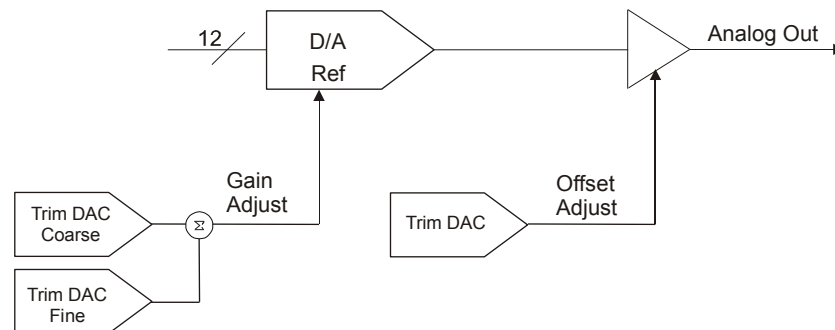 12
D/A
Ref
Analog Out
Gain
Adjust
Offset
Adjust
Trim DAC
Coarse
Σ
Trim DAC
Trim DAC
Fine